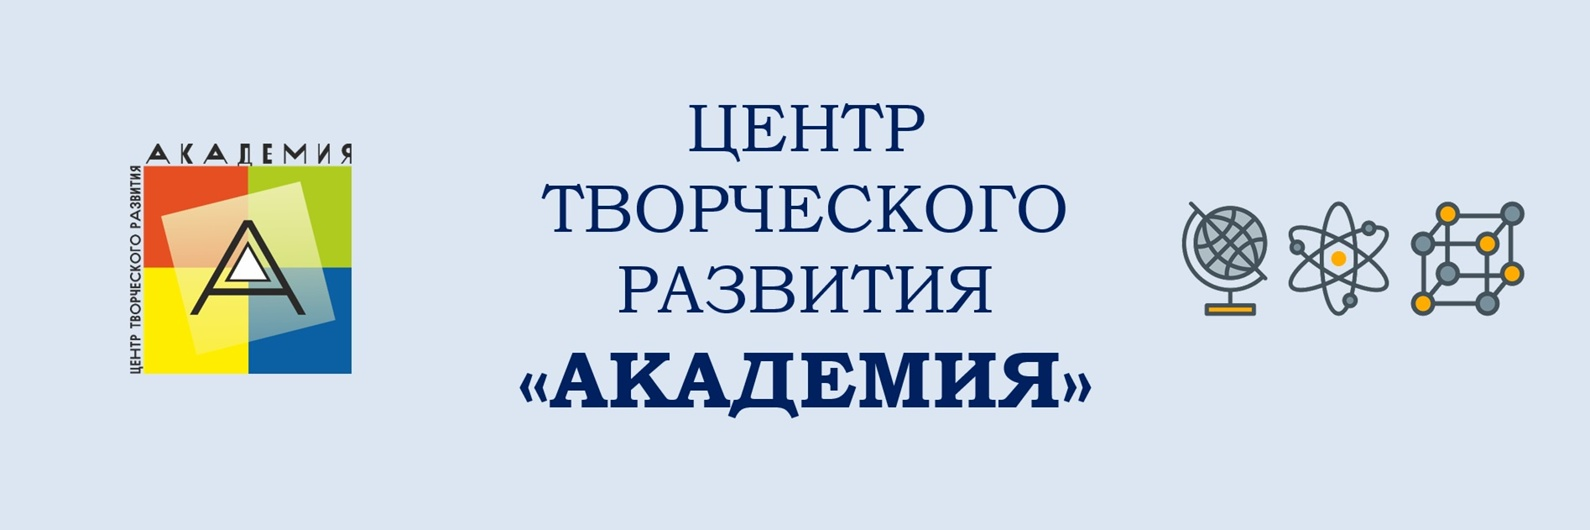 АКАДЕМИЯ
ЦЕНТР ТВОРЧЕСКОГО РАЗВИТИЯ
А
ЦЕНТР
ТВОРЧЕСКОГО
РАЗВИТИЯ
«АКАДЕМИЯ»